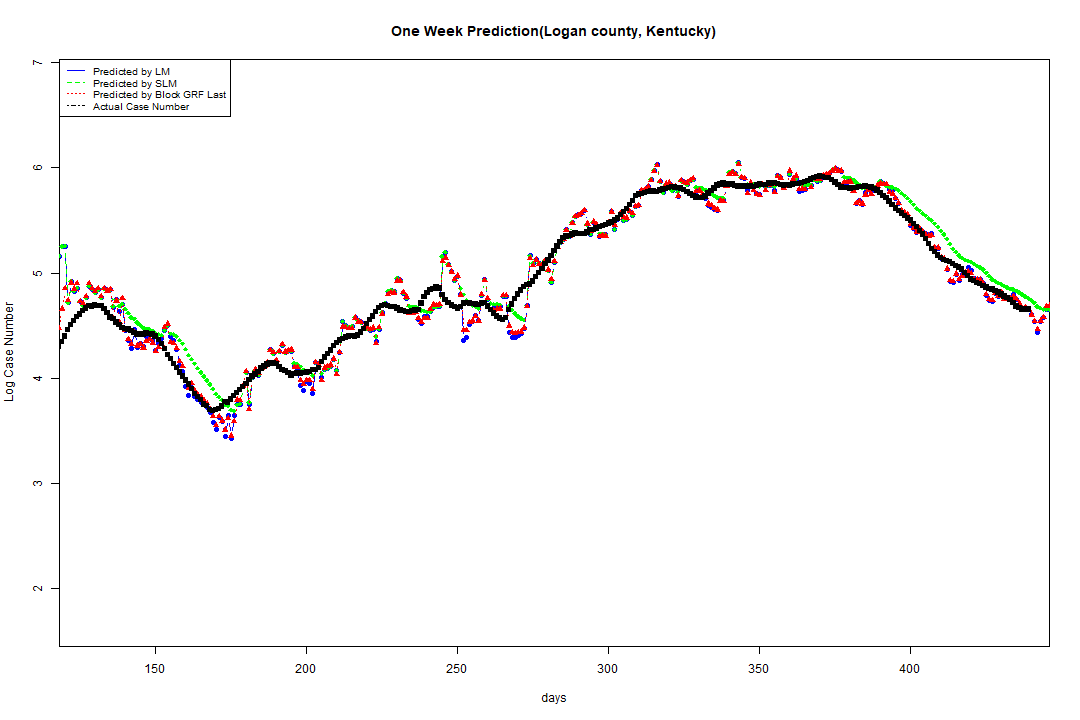 One Week Prediction(Logan county, Kentucky)
Predicted by LM
Predicted by SLM
Predicted by Block GRF Last
Actual Case Number
Log Case Number
7
6
5
4
3
2
150 200 250 300 350 400
days